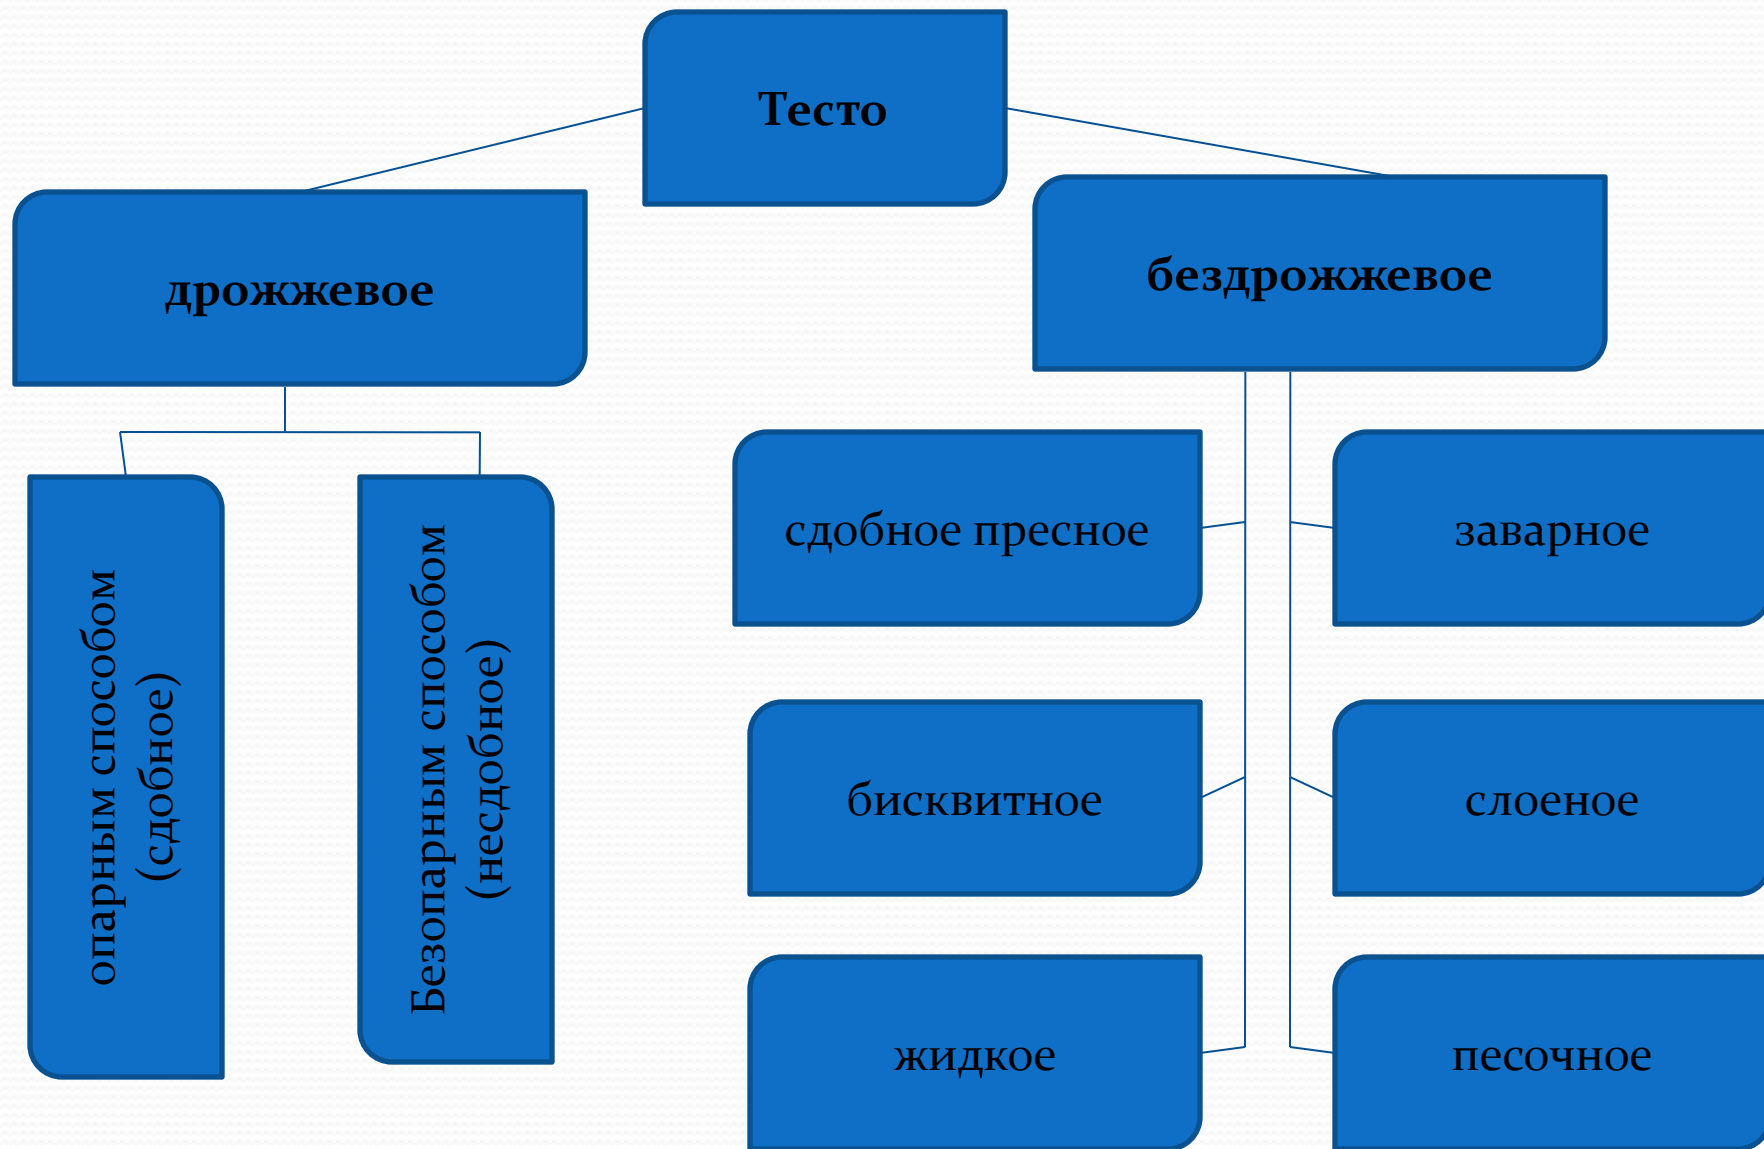 Тесто
дрожжевое
бездрожжевое
опарным способом
(сдобное)
Безопарным способом
(несдобное)
сдобное пресное
заварное
бисквитное
слоеное
жидкое
песочное